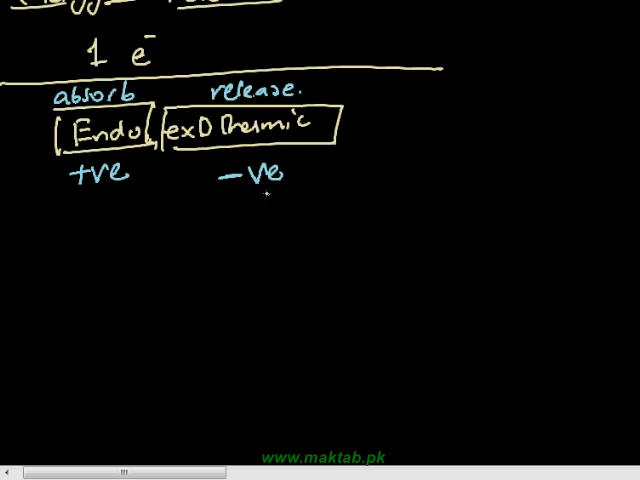 1 e⁻
absorb release.
Endo, exothermic
+ve -ve
www.maktab.pk